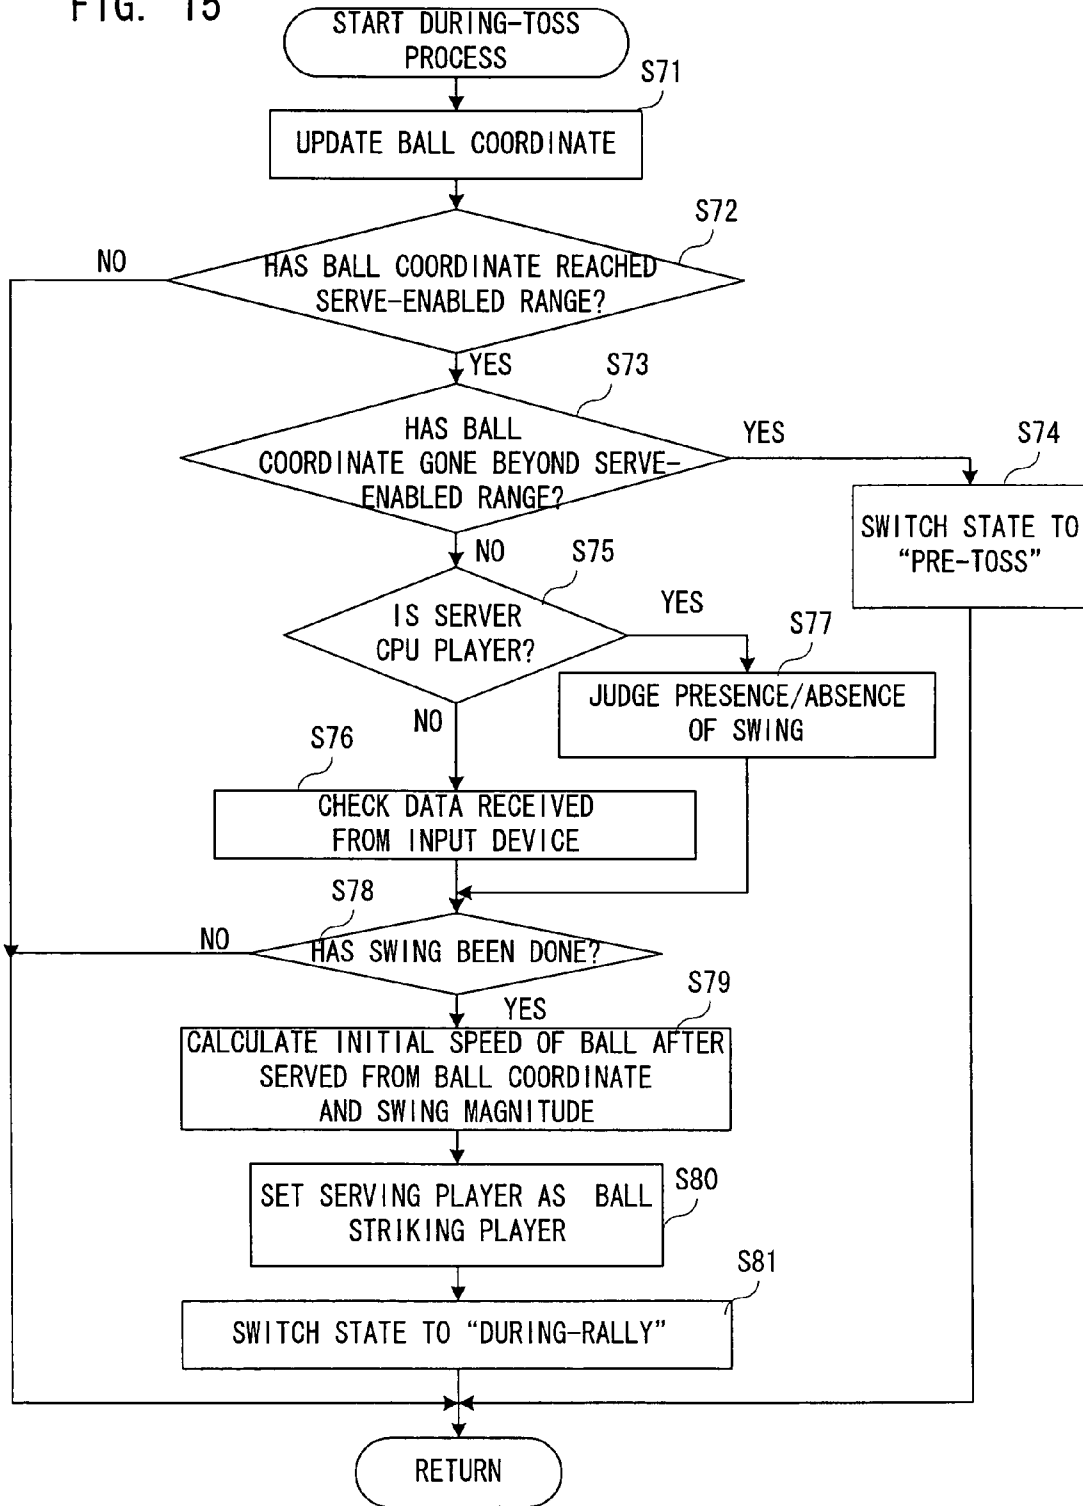 FIG. 15
START DURING-TOSS
PROCESS
S71
UPDATE BALL COORDINATE
S72
NO
HAS BALL COORDINATE REACHED
SERVE-ENABLED RANGE?
YES
S73
HAS BALL
COORDINATE GONE BEYOND SERVE-
ENABLED RANGE?
YES
S74
SWITCH STATE TO
“PRE-TOSS”
NO
S75
IS SERVER
CPU PLAYER?
YES
S77
JUDGE PRESENCE/ABSENCE
OF SWING
NO
S76
CHECK DATA RECEIVED
FROM INPUT DEVICE
S78
NO
HAS SWING BEEN DONE?
YES
S79
CALCULATE INITIAL SPEED OF BALL AFTER
SERVED FROM BALL COORDINATE
AND SWING MAGNITUDE
S80
SET SERVING PLAYER AS BALL
STRIKING PLAYER
S81
SWITCH STATE TO “DURING-RALLY”
RETURN